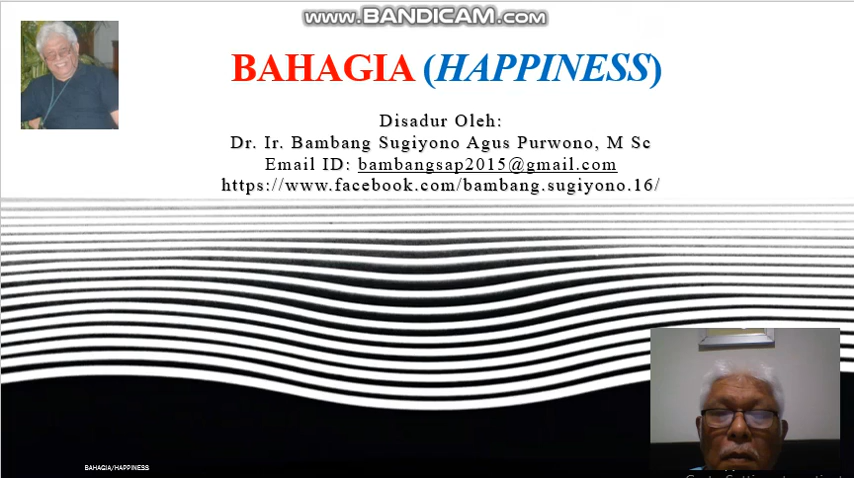 www.BANDICAM.com
BAHAGIA (HAPPINESS)
Disadur Oleh:
Dr. Ir. Bambang Sugiyono Agus Purwono, M Sc
Email ID: bambangsap2015@gmail.com
https://www.facebook.com/bambang.sugiyono.16/
BAHAGIA/HAPPINESS